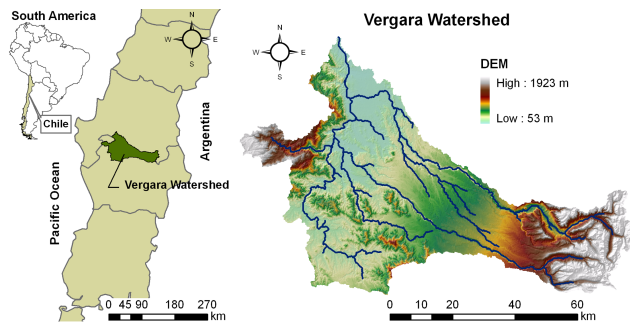 South America
N
W E
S
Chile
Argentina
Vergara Watershed
Pacific Ocean
0 45 90 180 270
km
Vergara Watershed
N
W E
S
DEM
High : 1923 m
Low : 53 m
0 10 20 40 60
km